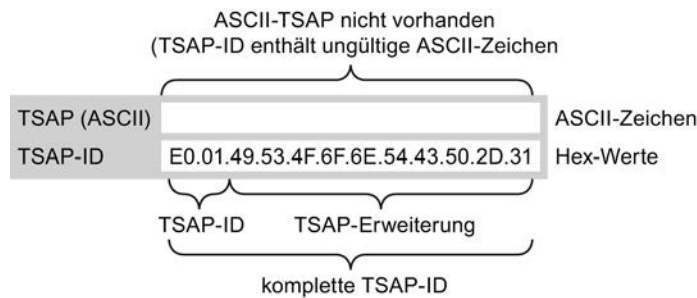 ASCII-TSAP nicht vorhanden
(TSAP-ID enthält ungültige ASCII-Zeichen
TSAP (ASCII) ASCII-Zeichen
TSAP-ID E0.01.49.53.4F.6F.6E.54.43.50.2D.31 Hex-Werte
TSAP-ID TSAP-Erweiterung
komplette TSAP-ID